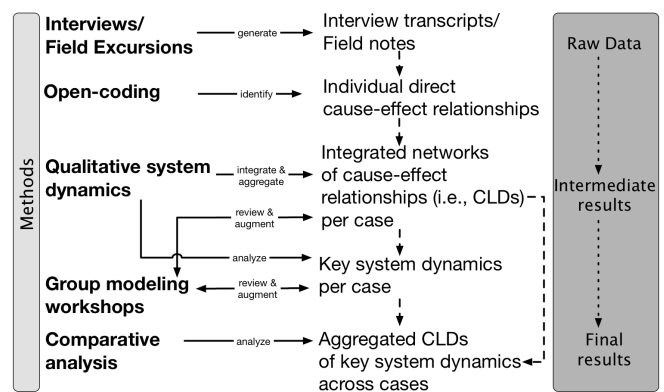 Methods
Interviews/
Field Excursions
generate
Interview transcripts/
Field notes
Raw Data
Open-coding
identify
Individual direct
cause-effect relationships
Qualitative system
dynamics
integrate &
aggregate
Integrated networks
of cause-effect
relationships (i.e., CLDs)
per case
Intermediate
results
review &
augment
analyze
Key system dynamics
per case
Group modeling
workshops
review &
augment
Comparative
analysis
analyze
Aggregated CLDs
of key system dynamics
across cases
Final
results